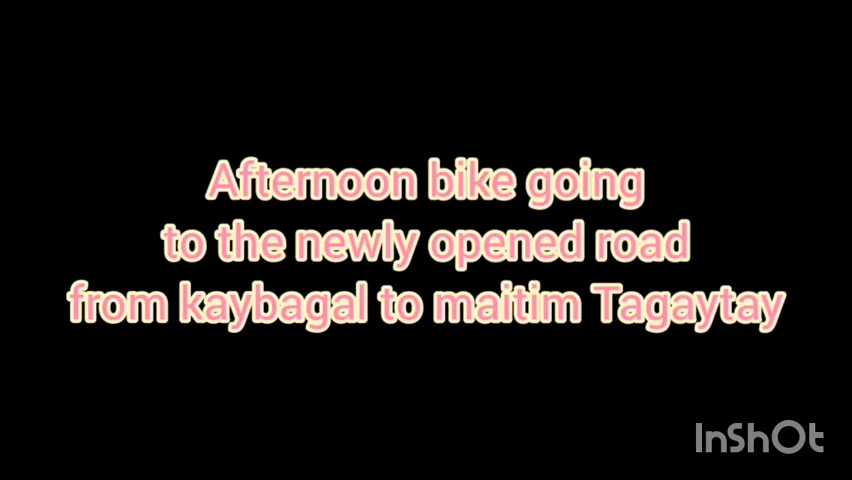 Afternoon bike going
to the newly opened road
from kaybagal to maitim Tagaytay
InShOt